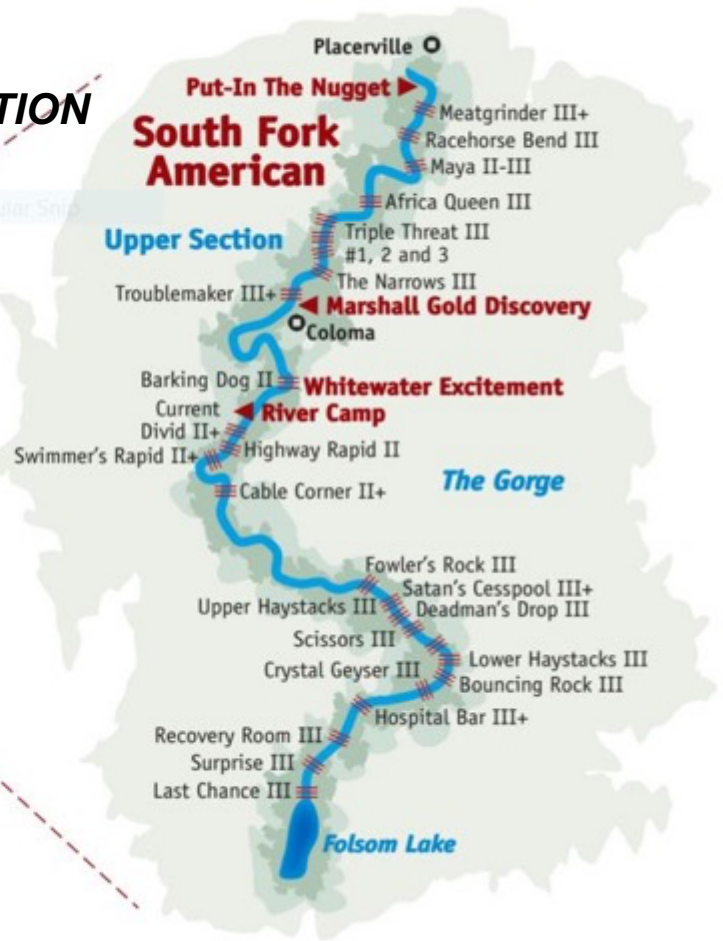 Placerville
TION
Put-In The Nugget
Meatgrinder III+
South Fork
American
Racehorse Bend III
Maya II-III
Africa Queen III
Upper Section
Triple Threat III
#1, 2 and 3
The Narrows III
Troublemaker III+
Marshall Gold Discovery
Coloma
Barking Dog II
Whitewater Excitement
River Camp
Current
Divid II+
Highway Rapid II
Swimmer's Rapid II+
The Gorge
Cable Corner II+
Fowler's Rock III
Satan's Cesspool III+
Upper Haystacks III
Deadman's Drop III
Scissors III
Lower Haystacks III
Crystal Geyser III
Bouncing Rock III
Hospital Bar III+
Recovery Room III
Surprise III
Last Chance III
Folsom Lake